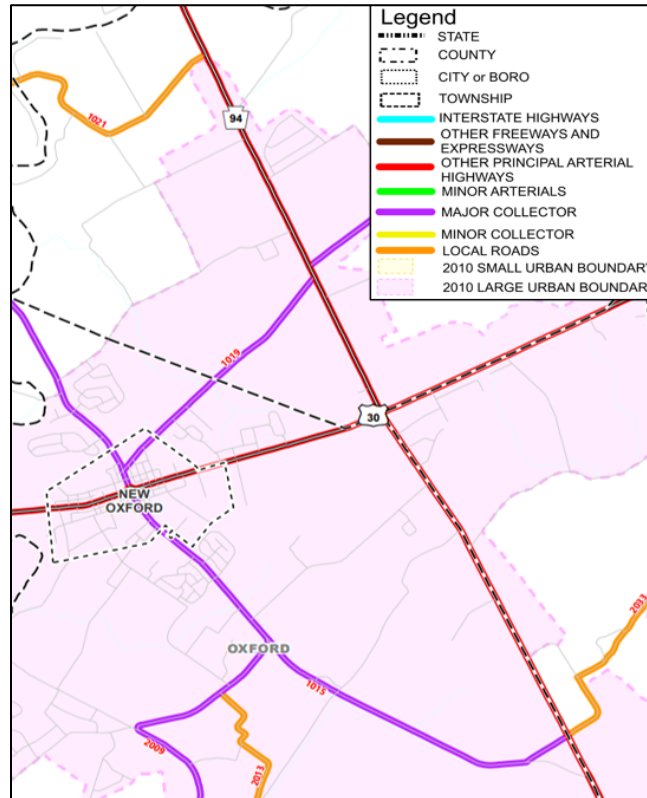 Legend
STATE
COUNTY
CITY or BORO
TOWNSHIP
INTERSTATE HIGHWAYS
OTHER FREEWAYS AND
EXPRESSWAYS
OTHER PRINCIPAL ARTERIAL
HIGHWAYS
MINOR ARTERIALS
MAJOR COLLECTOR
MINOR COLLECTOR
LOCAL ROADS
2010 SMALL URBAN BOUNDARY
2010 LARGE URBAN BOUNDARY
1021
94
1019
30
NEW
OXFORD
2033
OXFORD
1015
2009
2013